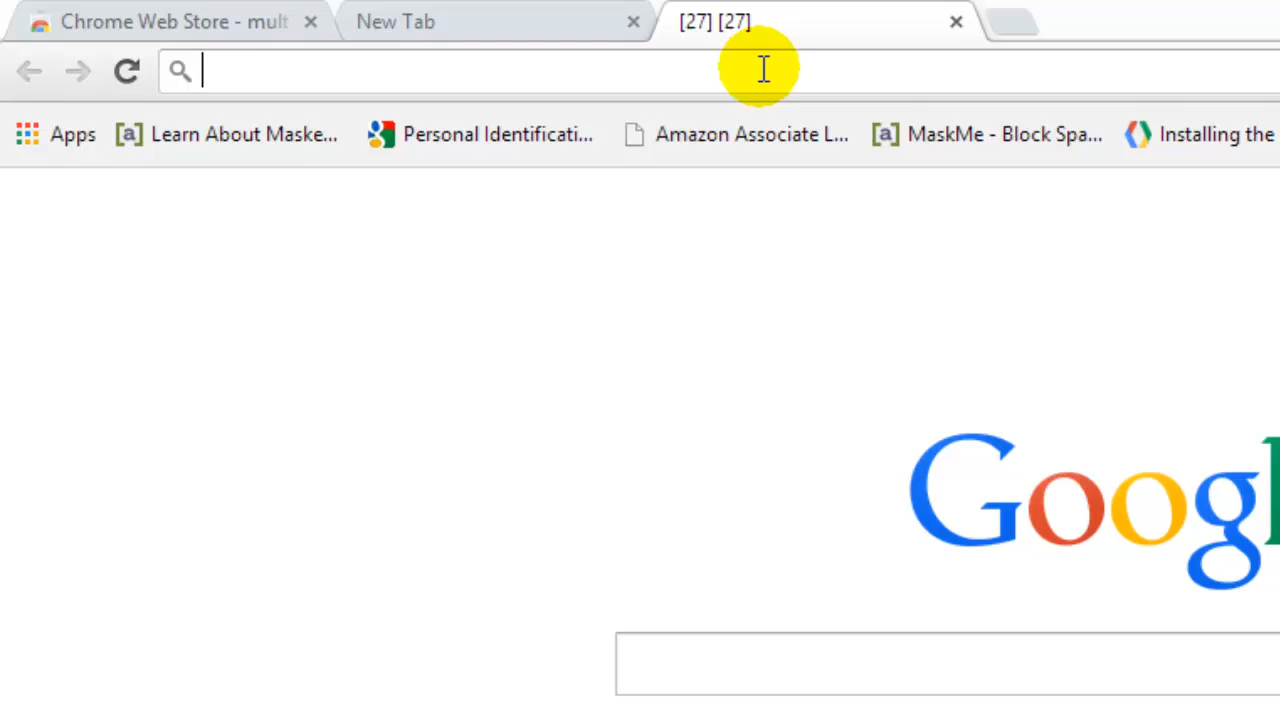 Chrome Web Store - mult
New Tab
[27] [27]
Apps
Learn About Maske...
Personal Identificati...
Amazon Associate L...
MaskMe - Block Spa...
Installing the
Googl